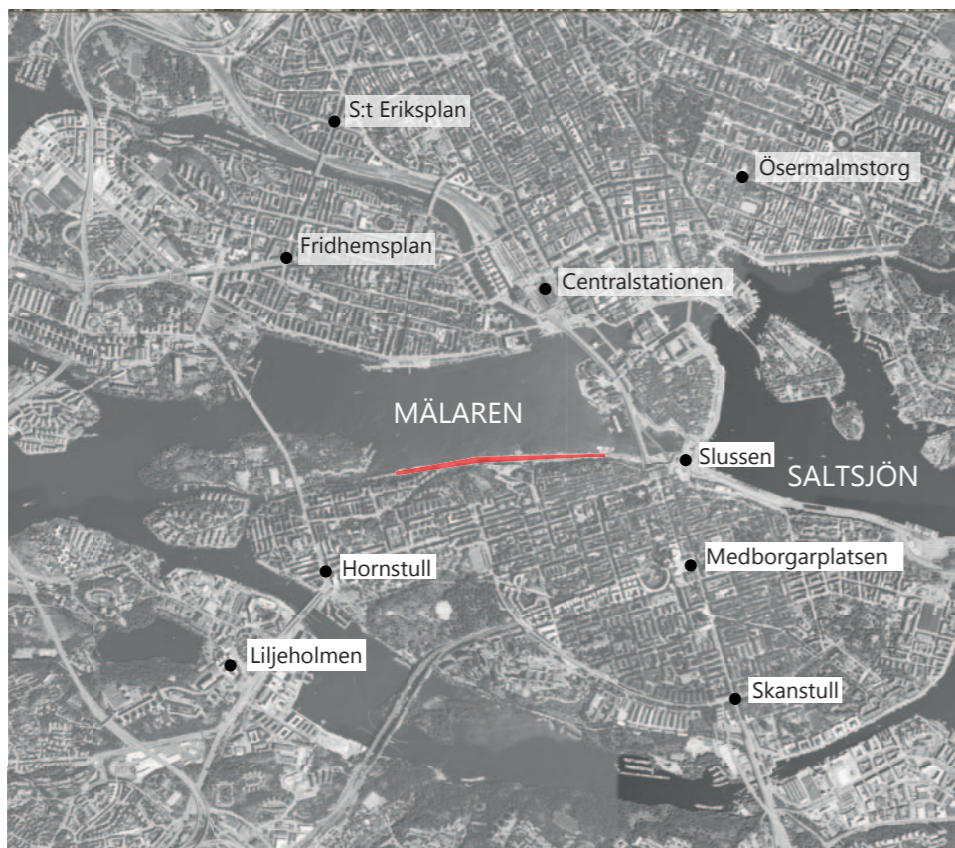 S:t Eriksplan
Ösermalmstorg
Fridhemsplan
Centralstationen
MÄLAREN
Slussen
SALTSJÖN
Medborgarplatsen
Hornstull
Liljeholmen
Skanstull